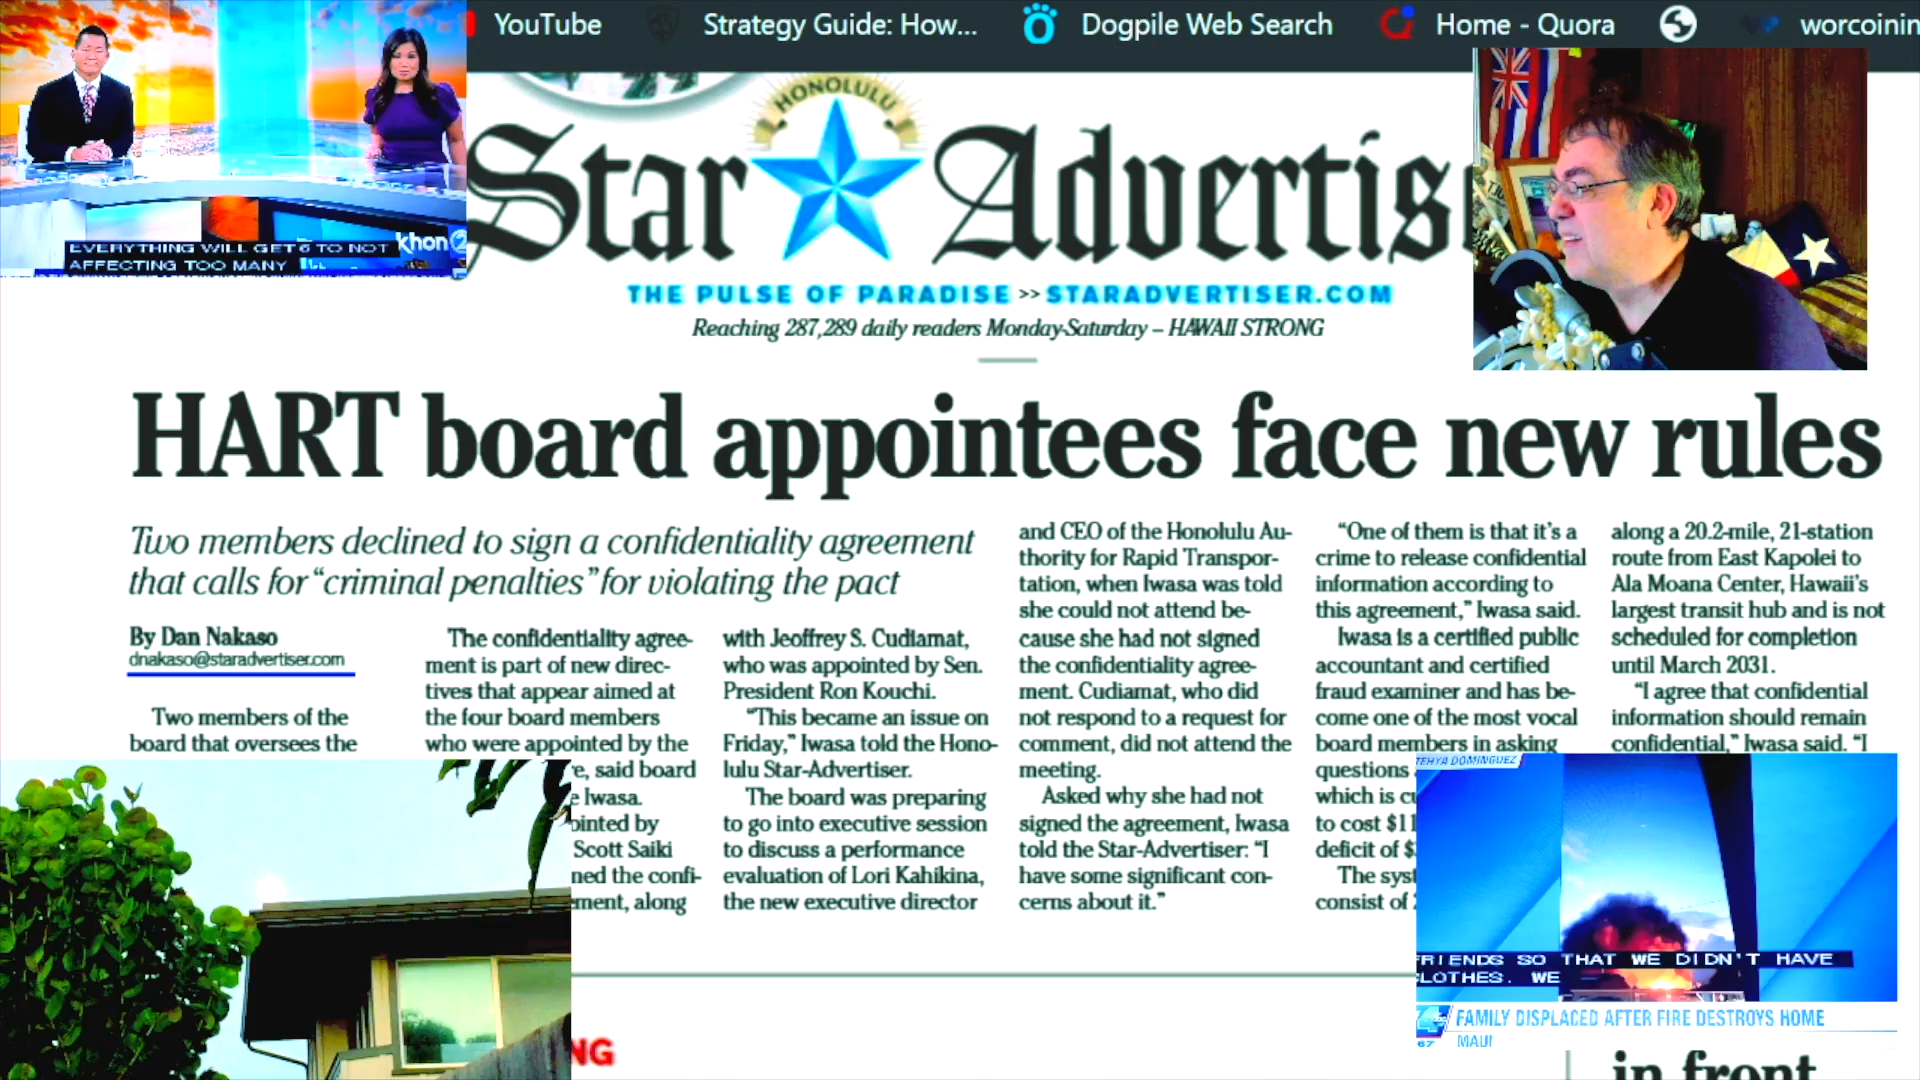 YouTube
Strategy Guide: How...
Dogpile Web Search
Home - Quora
worcoinin
EVERYTHING WILL GET 6 TO NOT
AFFECTING TOO MANY
khon2
HONOLULU
Star Advertis
THE PULSE OF PARADISE >> STARADVERTISER.COM
Reaching 287,289 daily readers Monday-Saturday – HAWAII STRONG
HART board appointees face new rules
Two members declined to sign a confidentiality agreement
that calls for “criminal penalties” for violating the pact
By Dan Nakaso
dnakaso@staradvertiser.com
Two members of the
board that oversees the
The confidentiality agree-
ment is part of new direc-
tives that appear aimed at
the four board members
who were appointed by the
e, said board
e Iwasa.
ointed by
Scott Saiki
ned the confi-
ment, along
with Jeoffrey S. Cudiamat,
who was appointed by Sen.
President Ron Kouchi.
“This became an issue on
Friday,” Iwasa told the Hono-
lulu Star-Advertiser.
The board was preparing
to go into executive session
to discuss a performance
evaluation of Lori Kahikina,
the new executive director
and CEO of the Honolulu Au-
thority for Rapid Transpor-
tation, when Iwasa was told
she could not attend be-
cause she had not signed
the confidentiality agree-
ment. Cudiamat, who did
not respond to a request for
comment, did not attend the
meeting.
Asked why she had not
signed the agreement, Iwasa
told the Star-Advertiser: “I
have some significant con-
cerns about it.”
“One of them is that it’s a
crime to release confidential
information according to
this agreement,” Iwasa said.
Iwasa is a certified public
accountant and certified
fraud examiner and has be-
come one of the most vocal
board members in asking
questions
which is cu
to cost $11
deficit of $
The syst
consist of
along a 20.2-mile, 21-station
route from East Kapolei to
Ala Moana Center, Hawaii’s
largest transit hub and is not
scheduled for completion
until March 2031.
“I agree that confidential
information should remain
confidential,” Iwasa said. “I
TEHYA DOMINGUEZ
FRIENDS SO THAT WE DIDN'T HAVE
CLOTHES. WE
4
67
FAMILY DISPLACED AFTER FIRE DESTROYS HOME
MAUI
NG
in front